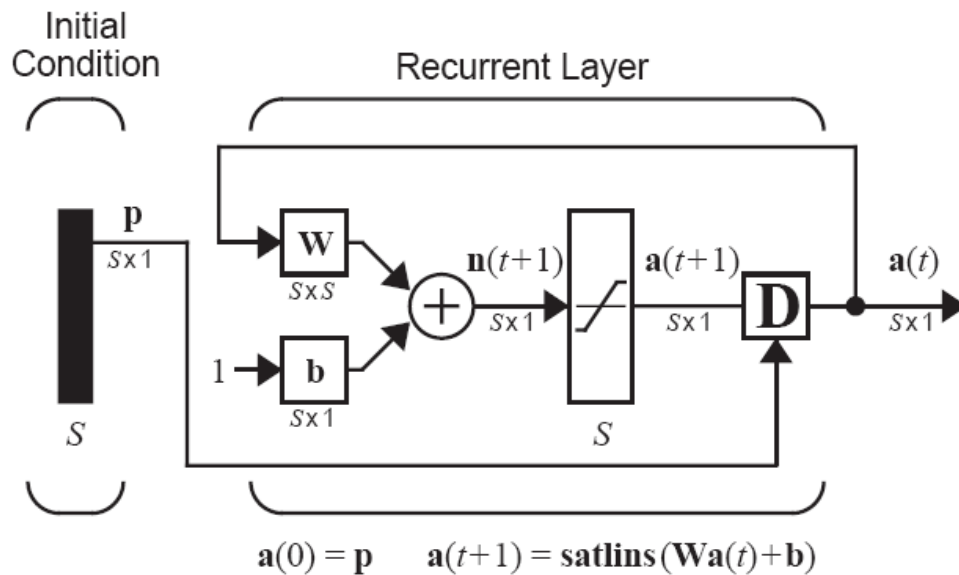 Initial
Condition
Recurrent Layer
p
S x 1
S
W
S x S
1
b
S x 1
n(t+1)
S x 1
S
a(t+1)
S x 1
D
a(t)
S x 1
a(0) = p
a(t+1) = satlins(Wa(t)+b)